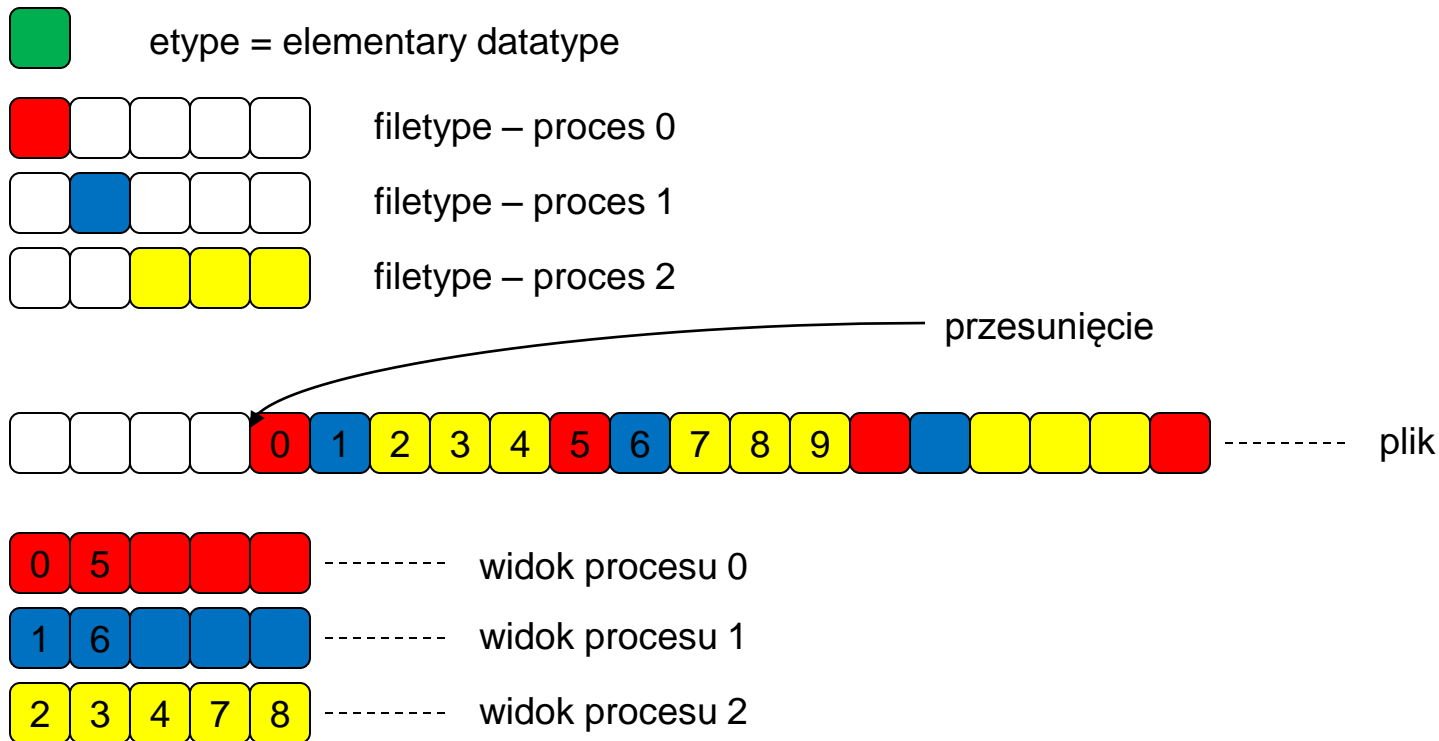 etype = elementary datatype
filetype – proces 0
filetype – proces 1
filetype – proces 2
przesunięcie
0 1 2 3 4 5 6 7 8 9 plik
0 5 widok procesu 0
1 6 widok procesu 1
2 3 4 7 8 widok procesu 2